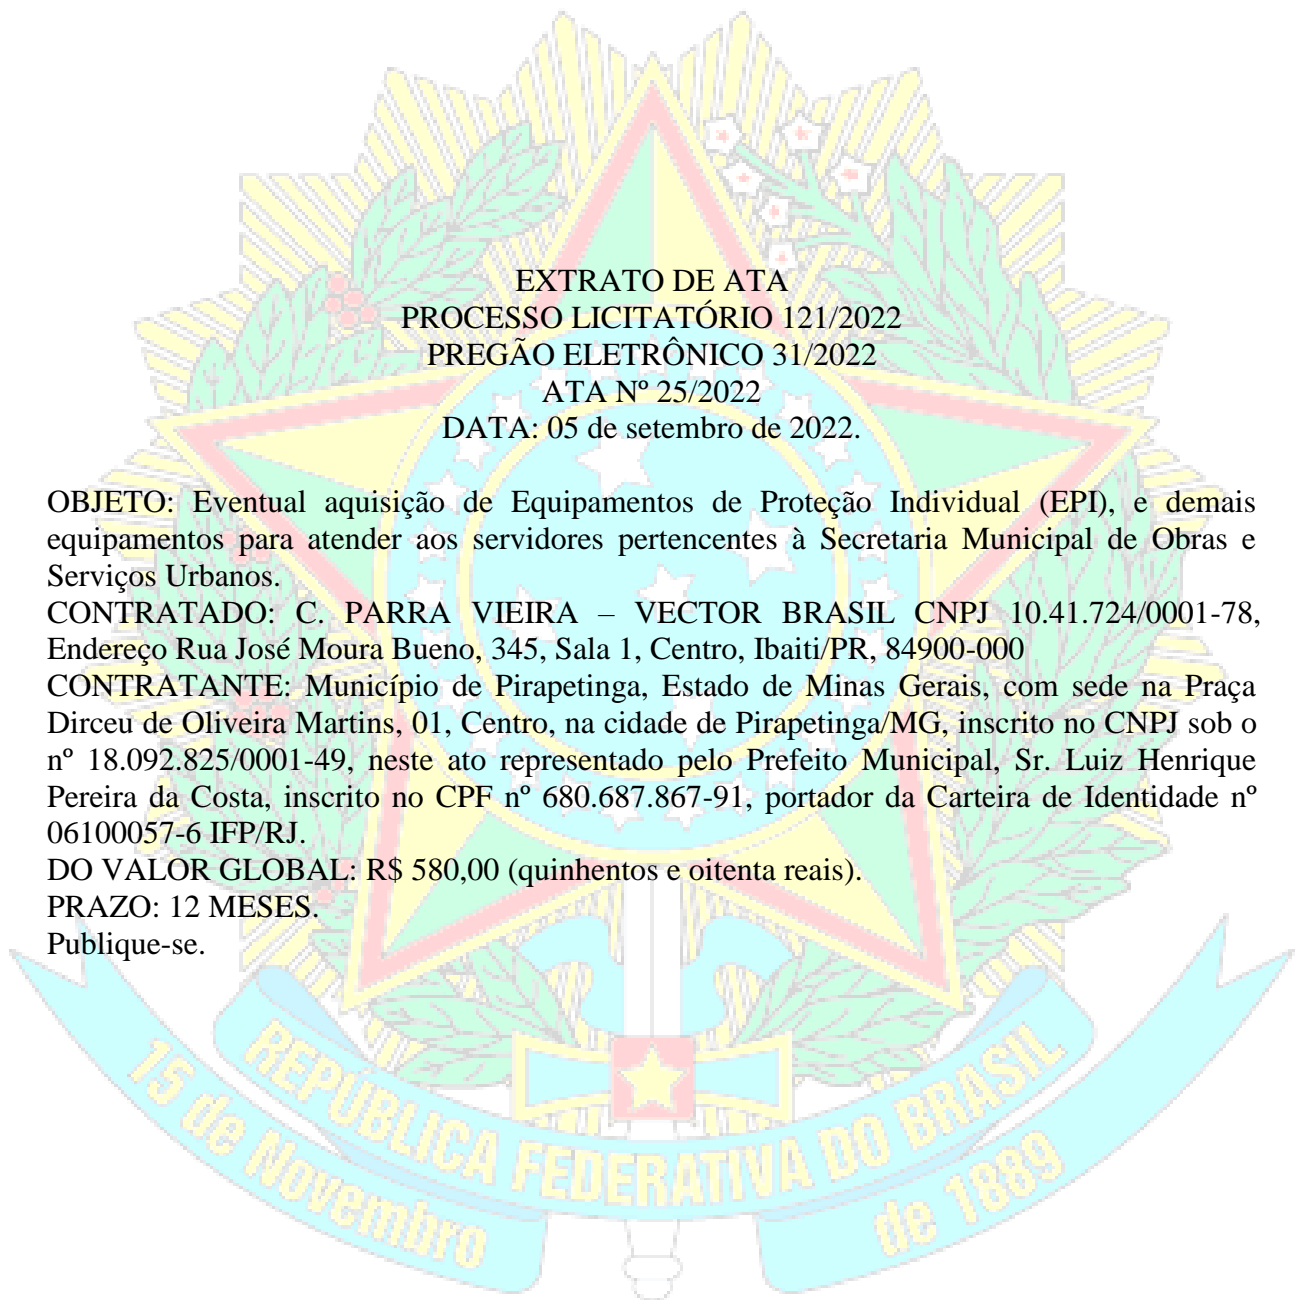 EXTRATO DE ATA
PROCESSO LICITATÓRIO 121/2022
PREGÃO ELETRÔNICO 31/2022
ATA Nº 25/2022
DATA: 05 de setembro de 2022.
OBJETO: Eventual aquisição de Equipamentos de Proteção Individual (EPI), e demais
equipamentos para atender aos servidores pertencentes à Secretaria Municipal de Obras e
Serviços Urbanos.
CONTRATADO: C. PARRA VIEIRA – VECTOR BRASIL CNPJ 10.41.724/0001-78,
Endereço Rua José Moura Bueno, 345, Sala 1, Centro, Ibaiti/PR, 84900-000
CONTRATANTE: Município de Pirapetinga, Estado de Minas Gerais, com sede na Praça
Dirceu de Oliveira Martins, 01, Centro, na cidade de Pirapetinga/MG, inscrito no CNPJ sob o
nº 18.092.825/0001-49, neste ato representado pelo Prefeito Municipal, Sr. Luiz Henrique
Pereira da Costa, inscrito no CPF nº 680.687.867-91, portador da Carteira de Identidade nº
06100057-6 IFP/RJ.
DO VALOR GLOBAL: R$ 580,00 (quinhentos e oitenta reais).
PRAZO: 12 MESES.
Publique-se.
REPÚBLICA FEDERATIVA DO BRASIL
15 de Novembro de 1889